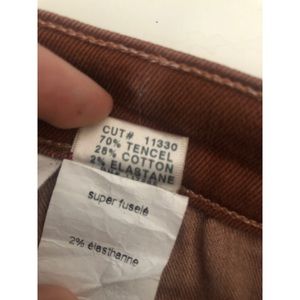 CUT# 11330
70% TENCEL
28% COTTON
2% ELASTANE
super fuselé
2% élasthanne